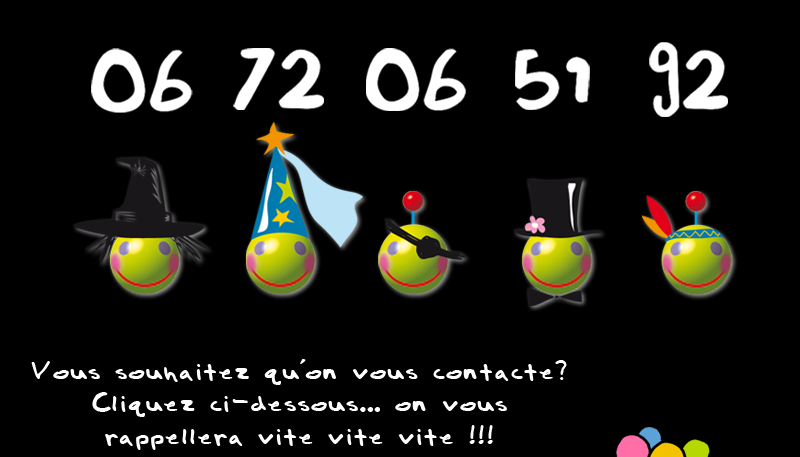 06 72 06 51 92
Vous souhaitez qu'on vous contacte?
Cliquez ci-dessous... on vous
rappellera vite vite vite !!!